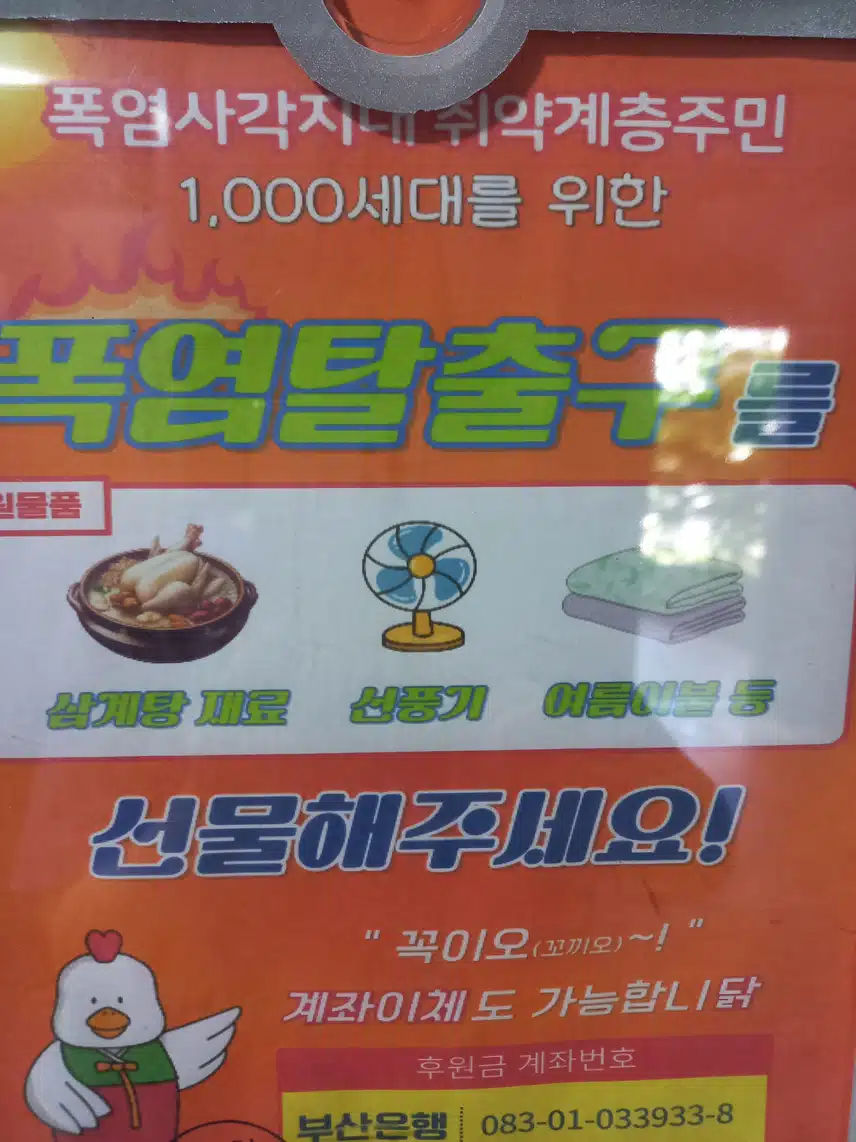 폭염사각지대 취약계층주민
1,000세대를 위한
폭염탈출구를
원물품
삼계탕 재료 선풍기 여름이불 등
선물해주세요!
" 꼭이오(꼬끼오)~! "
계좌이체도 가능합니닭
후원금 계좌번호
부산은행 083-01-033933-8